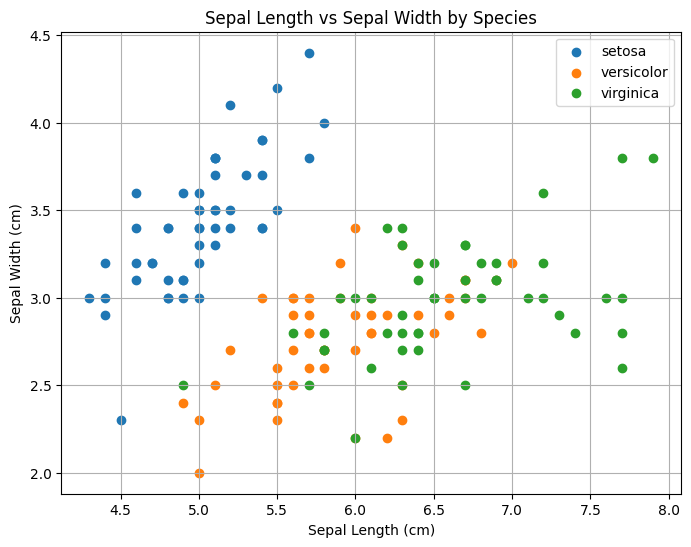 Sepal Length vs Sepal Width by Species
setosa
versicolor
virginica
Sepal Width (cm)
4.5
4.0
3.5
3.0
2.5
2.0
4.5 5.0 5.5 6.0 6.5 7.0 7.5 8.0
Sepal Length (cm)